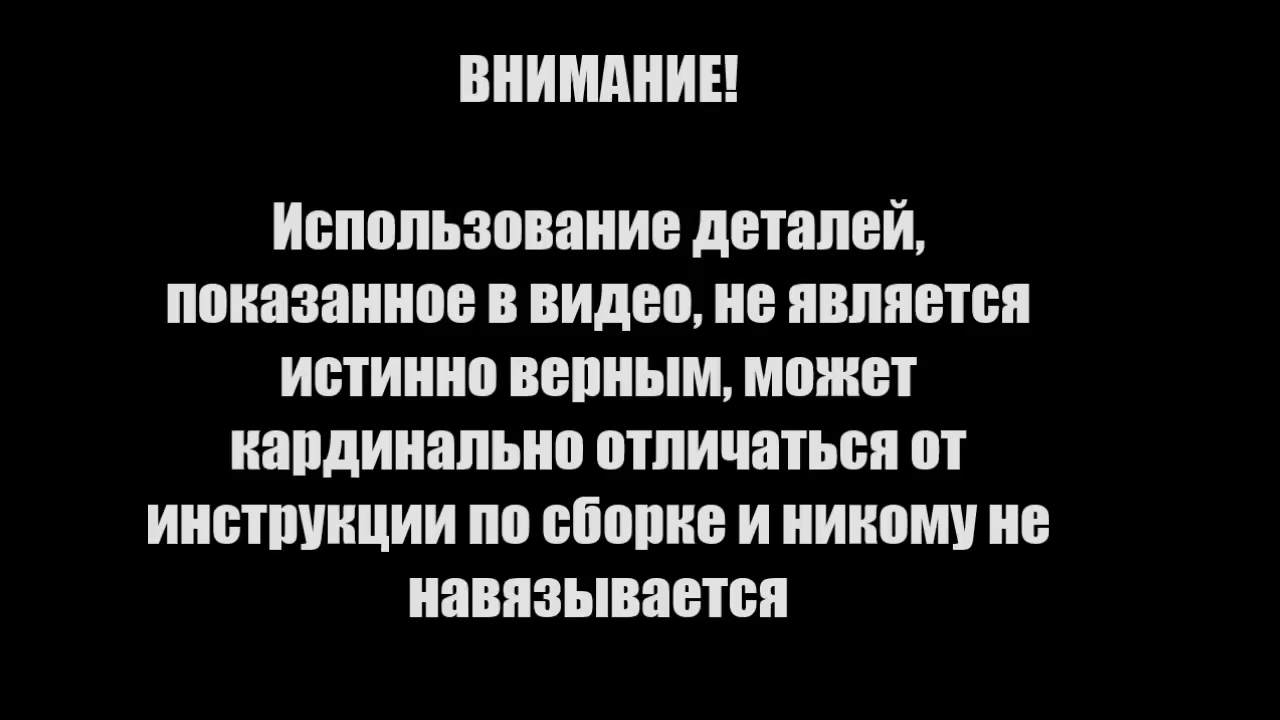 ВНИМАНИЕ!
Использование деталей,
показанное в видео, не является
истинно верным, может
кардинально отличаться от
инструкции по сборке и никому не
навязывается